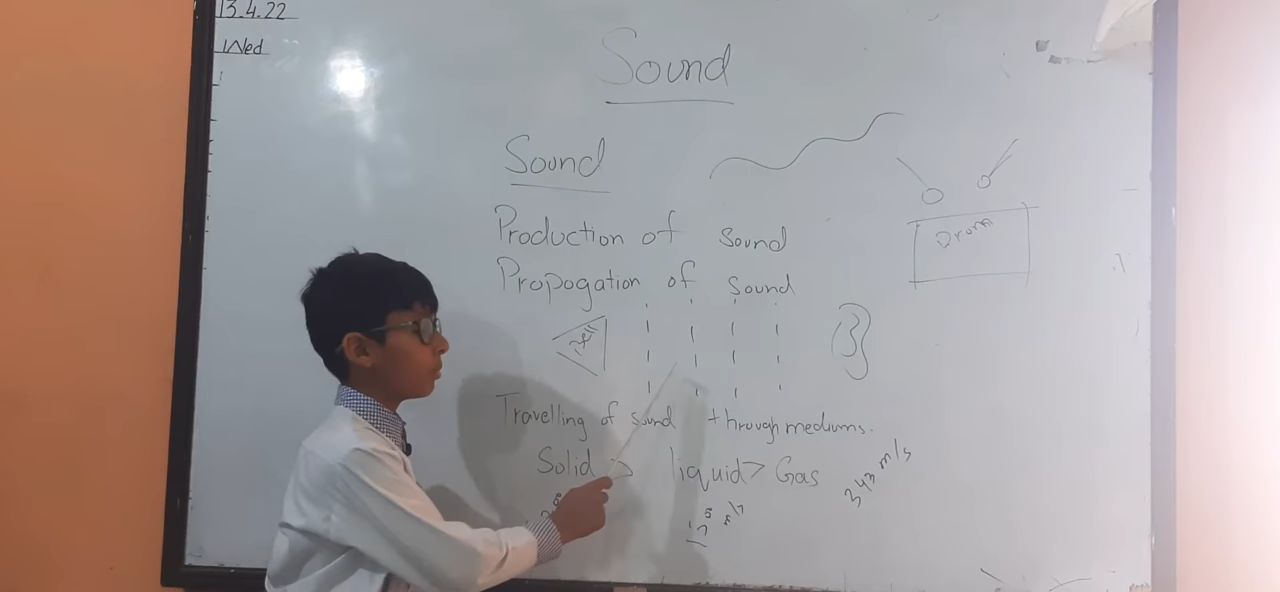 13.4.22
Wed
Sound
Sound
Production of sound
Propogation of sound
Drum
Travelling of sound through mediums.
Solid > liquid > Gas
343 m/s